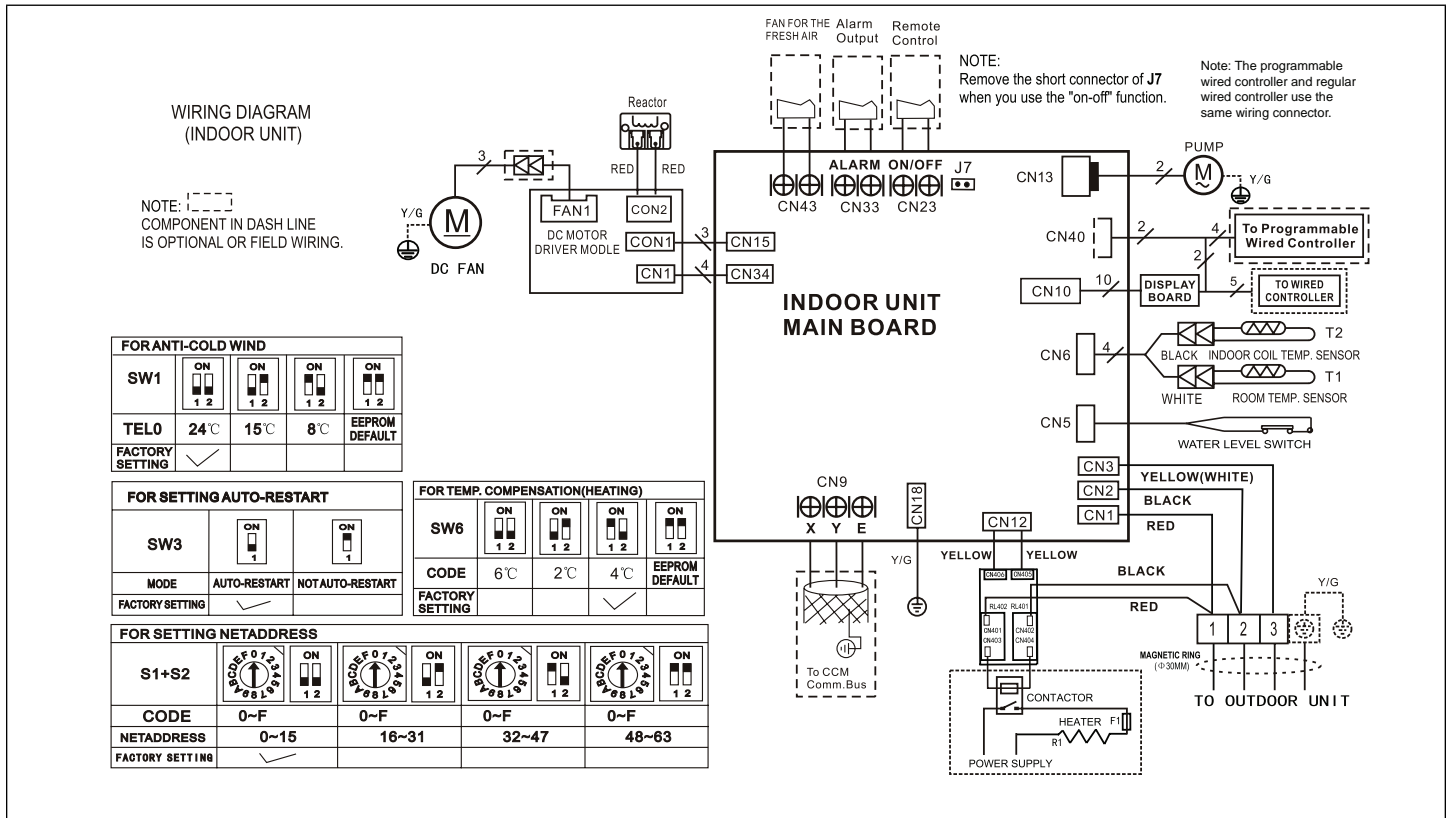 WIRING DIAGRAM
(INDOOR UNIT)
NOTE:
COMPONENT IN DASH LINE
IS OPTIONAL OR FIELD WIRING.
FAN FOR THE
FRESH AIR
Alarm
Output
Remote
Control
NOTE:
Remove the short connector of J7
when you use the "on-off" function.
Note: The programmable
wired controller and regular
wired controller use the
same wiring connector.
Reactor
RED
RED
3
Y/G
M
DC FAN
FAN1
CON2
DC MOTOR
DRIVER MODLE
CON1
3
CN15
CN1
4
CN34
ALARM
ON/OFF
J7
CN43
CN33
CN23
INDOOR UNIT
MAIN BOARD
CN13
2
PUMP
M
~
Y/G
CN40
2
4
To Programmable
Wired Controller
2
CN10
10
DISPLAY
BOARD
5
TO WIRED
CONTROLLER
CN6
4
T2
BLACK
INDOOR COIL TEMP. SENSOR
T1
WHITE
ROOM TEMP. SENSOR
CN5
WATER LEVEL SWITCH
CN3
YELLOW(WHITE)
CN2
BLACK
CN1
RED
CN9
X Y E
CN18
CN12
Y/G
YELLOW
YELLOW
CN406
CN405
RL402
RL401
CN401
CN403
CN402
CN404
BLACK
RED
Y/G
1 2 3
MAGNETIC RING
(Φ30MM)
TO OUTDOOR UNIT
To CCM
Comm.Bus
CONTACTOR
HEATER
F1
R1
POWER SUPPLY
FOR ANTI-COLD WIND
SW1
ON
1 2
ON
1 2
ON
1 2
ON
1 2
TEL0 24℃ 15℃ 8℃ EEPROM DEFAULT
FACTORY
SETTING
FOR SETTING AUTO-RESTART
SW3
ON
1
ON
1
MODE AUTO-RESTART NOT AUTO-RESTART
FACTORY SETTING
FOR TEMP. COMPENSATION(HEATING)
SW6
ON
1 2
ON
1 2
ON
1 2
ON
1 2
CODE 6℃ 2℃ 4℃ EEPROM DEFAULT
FACTORY
SETTING
FOR SETTING NETADDRESS
S1+S2
0123456789ABCDEF
ON
1 2
0123456789ABCDEF
ON
1 2
0123456789ABCDEF
ON
1 2
0123456789ABCDEF
ON
1 2
CODE 0~F 0~F 0~F 0~F
NETADDRESS 0~15 16~31 32~47 48~63
FACTORY SETTING